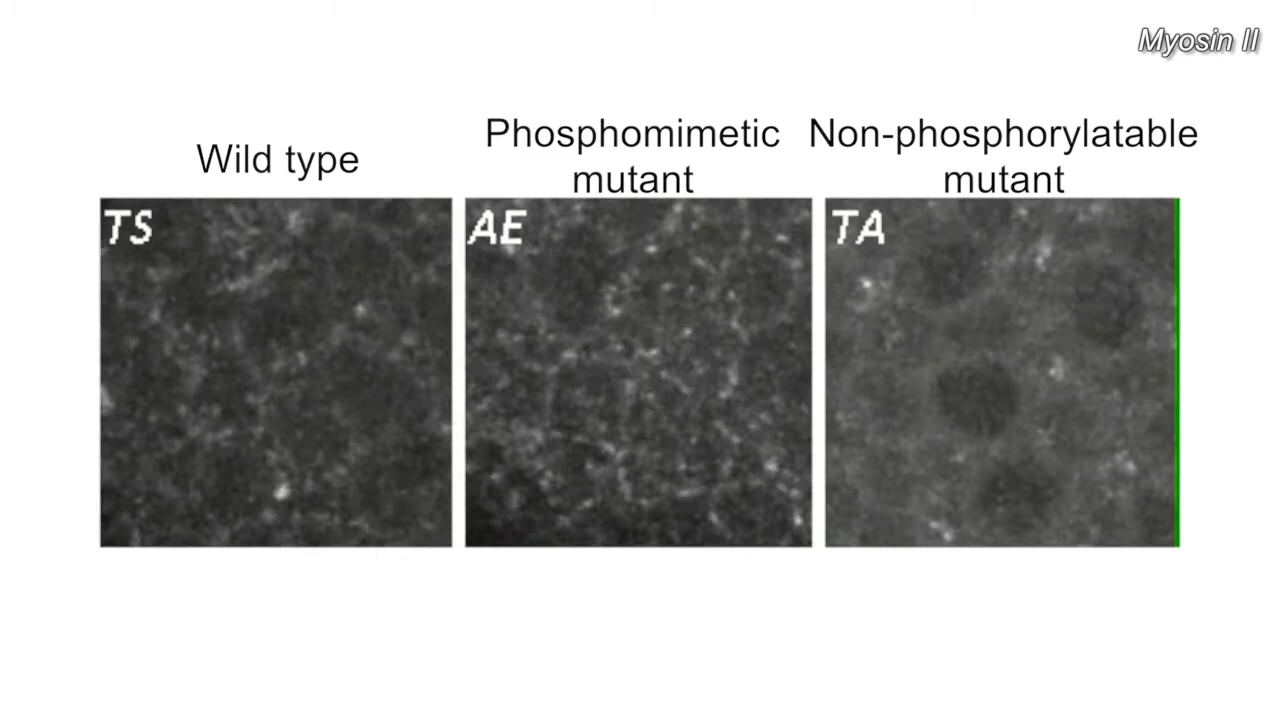 Myosin II
Wild type
Phosphomimetic
mutant
Non-phosphorylatable
mutant
TS
AE
TA